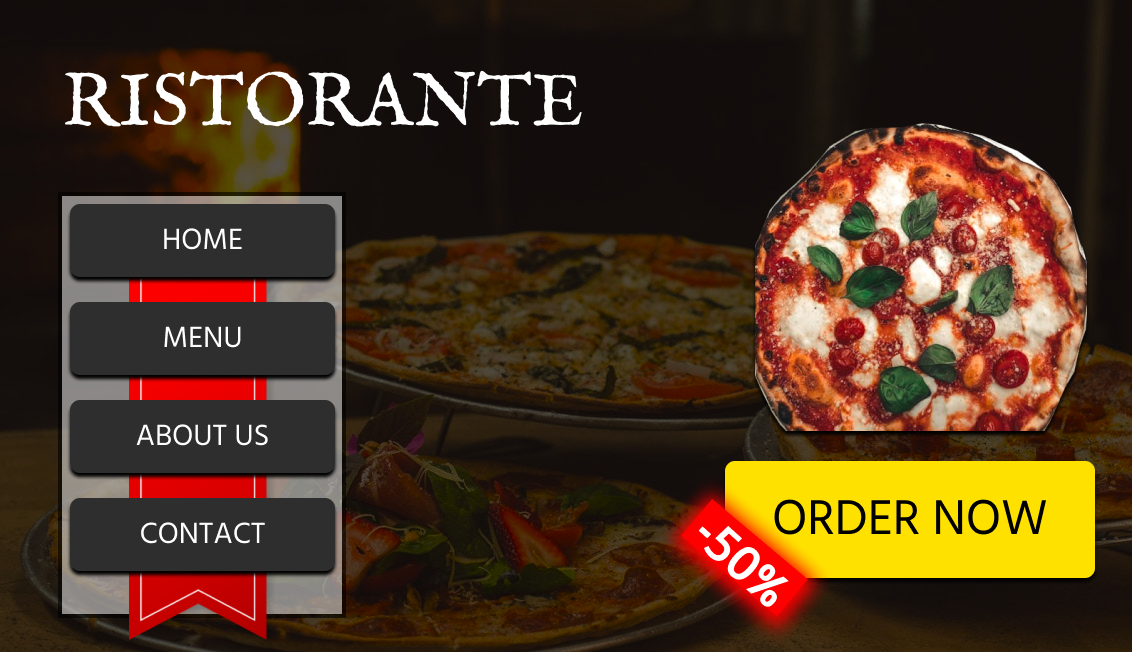 RISTORANTE
HOME
MENU
ABOUT US
CONTACT
ORDER NOW
-50%